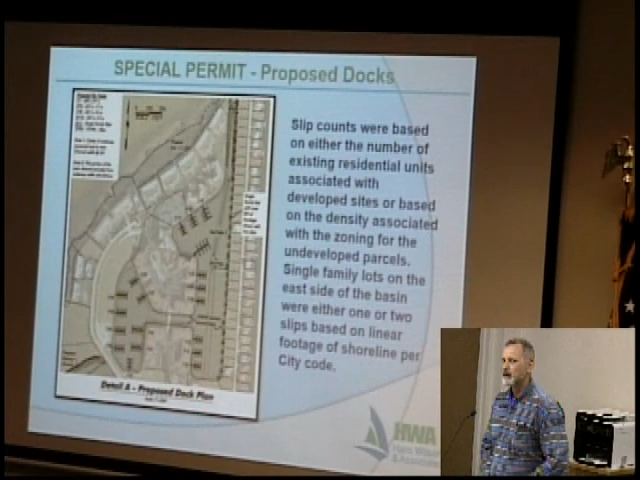 SPECIAL PERMIT - Proposed Docks
Slip counts were based
on either the number of
existing residential units
associated with
developed sites or based
on the density associated
with the zoning for the
undeveloped parcels.
Single family lots on the
east side of the basin
were either one or two
slips based on linear
footage of shoreline per
City code.
Detail A - Proposed Dock Plan
HWA
& Associates